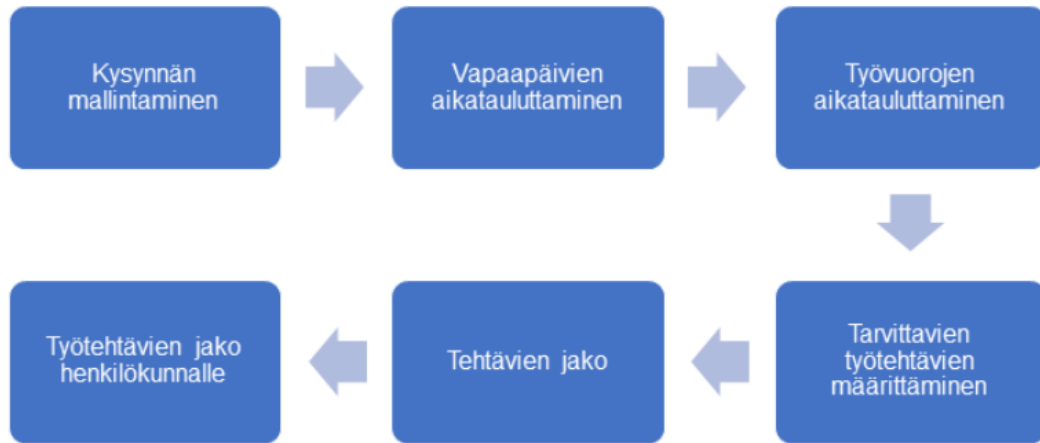 Kysynnän
mallintaminen
Vapaapäivien
aikatauluttaminen
Työvuorojen
aikatauluttaminen
Tarvittavien
työtehtävien
määrittäminen
Tehtävien jako
Työtehtävien jako
henkilökunnalle